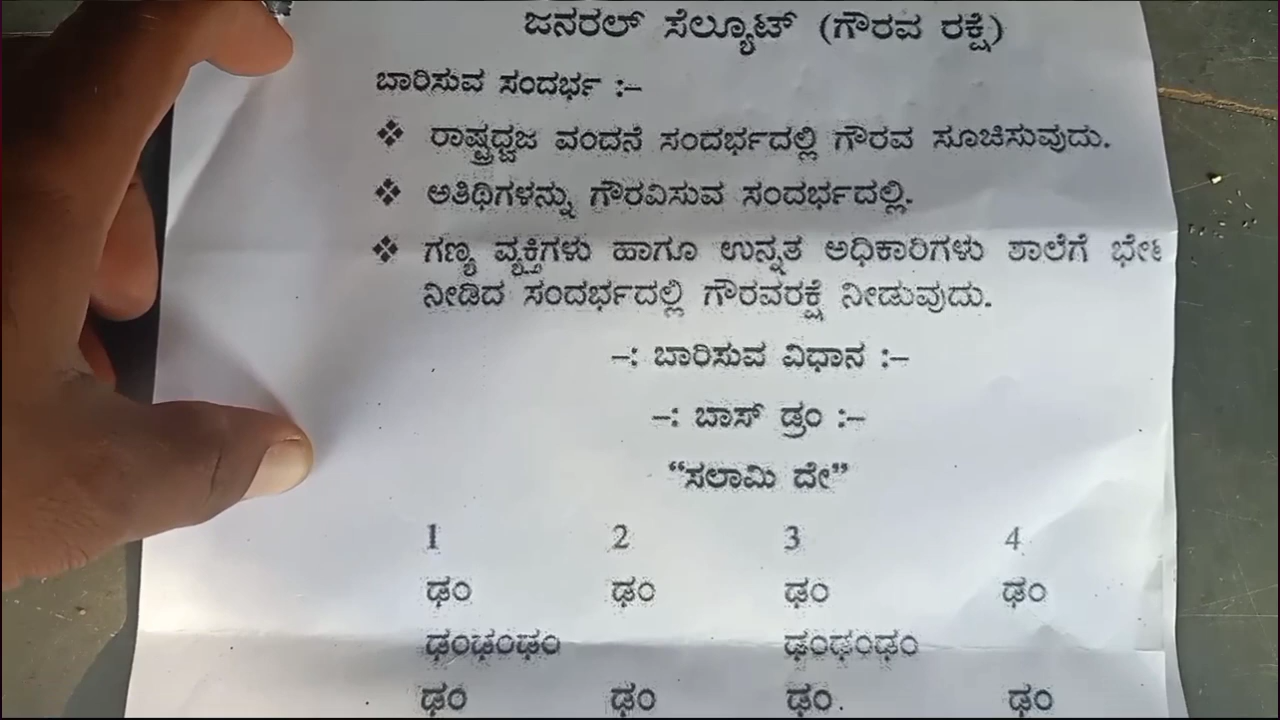 ಜನರಲ್ ಸೆಲ್ಯೂಟ್ (ಗೌರವ ರಕ್ಷೆ)
ಬಾರಿಸುವ ಸಂದರ್ಭ :–
❖ ರಾಷ್ಟ್ರಧ್ವಜ ವಂದನೆ ಸಂದರ್ಭದಲ್ಲಿ ಗೌರವ ಸೂಚಿಸುವುದು.
❖ ಅತಿಥಿಗಳನ್ನು ಗೌರವಿಸುವ ಸಂದರ್ಭದಲ್ಲಿ.
❖ ಗಣ್ಯ ವ್ಯಕ್ತಿಗಳು ಹಾಗೂ ಉನ್ನತ ಅಧಿಕಾರಿಗಳು ಶಾಲೆಗೆ
ನೀಡಿದ ಸಂದರ್ಭದಲ್ಲಿ ಗೌರವರಕ್ಷೆ ನೀಡುವುದು.
–: ಬಾರಿಸುವ ವಿಧಾನ :–
–: ಬಾಸ್ ಡ್ರಂ :–
“ಸಲಾಮಿ ದೇ”
1 2 3 4
ಢಂ ಢಂ ಢಂ ಢಂ
ಢಂಢಂಢಂ ಢಂಢಂಢಂ
ಢಂ ಢಂ ಢಂ. ಢಂ